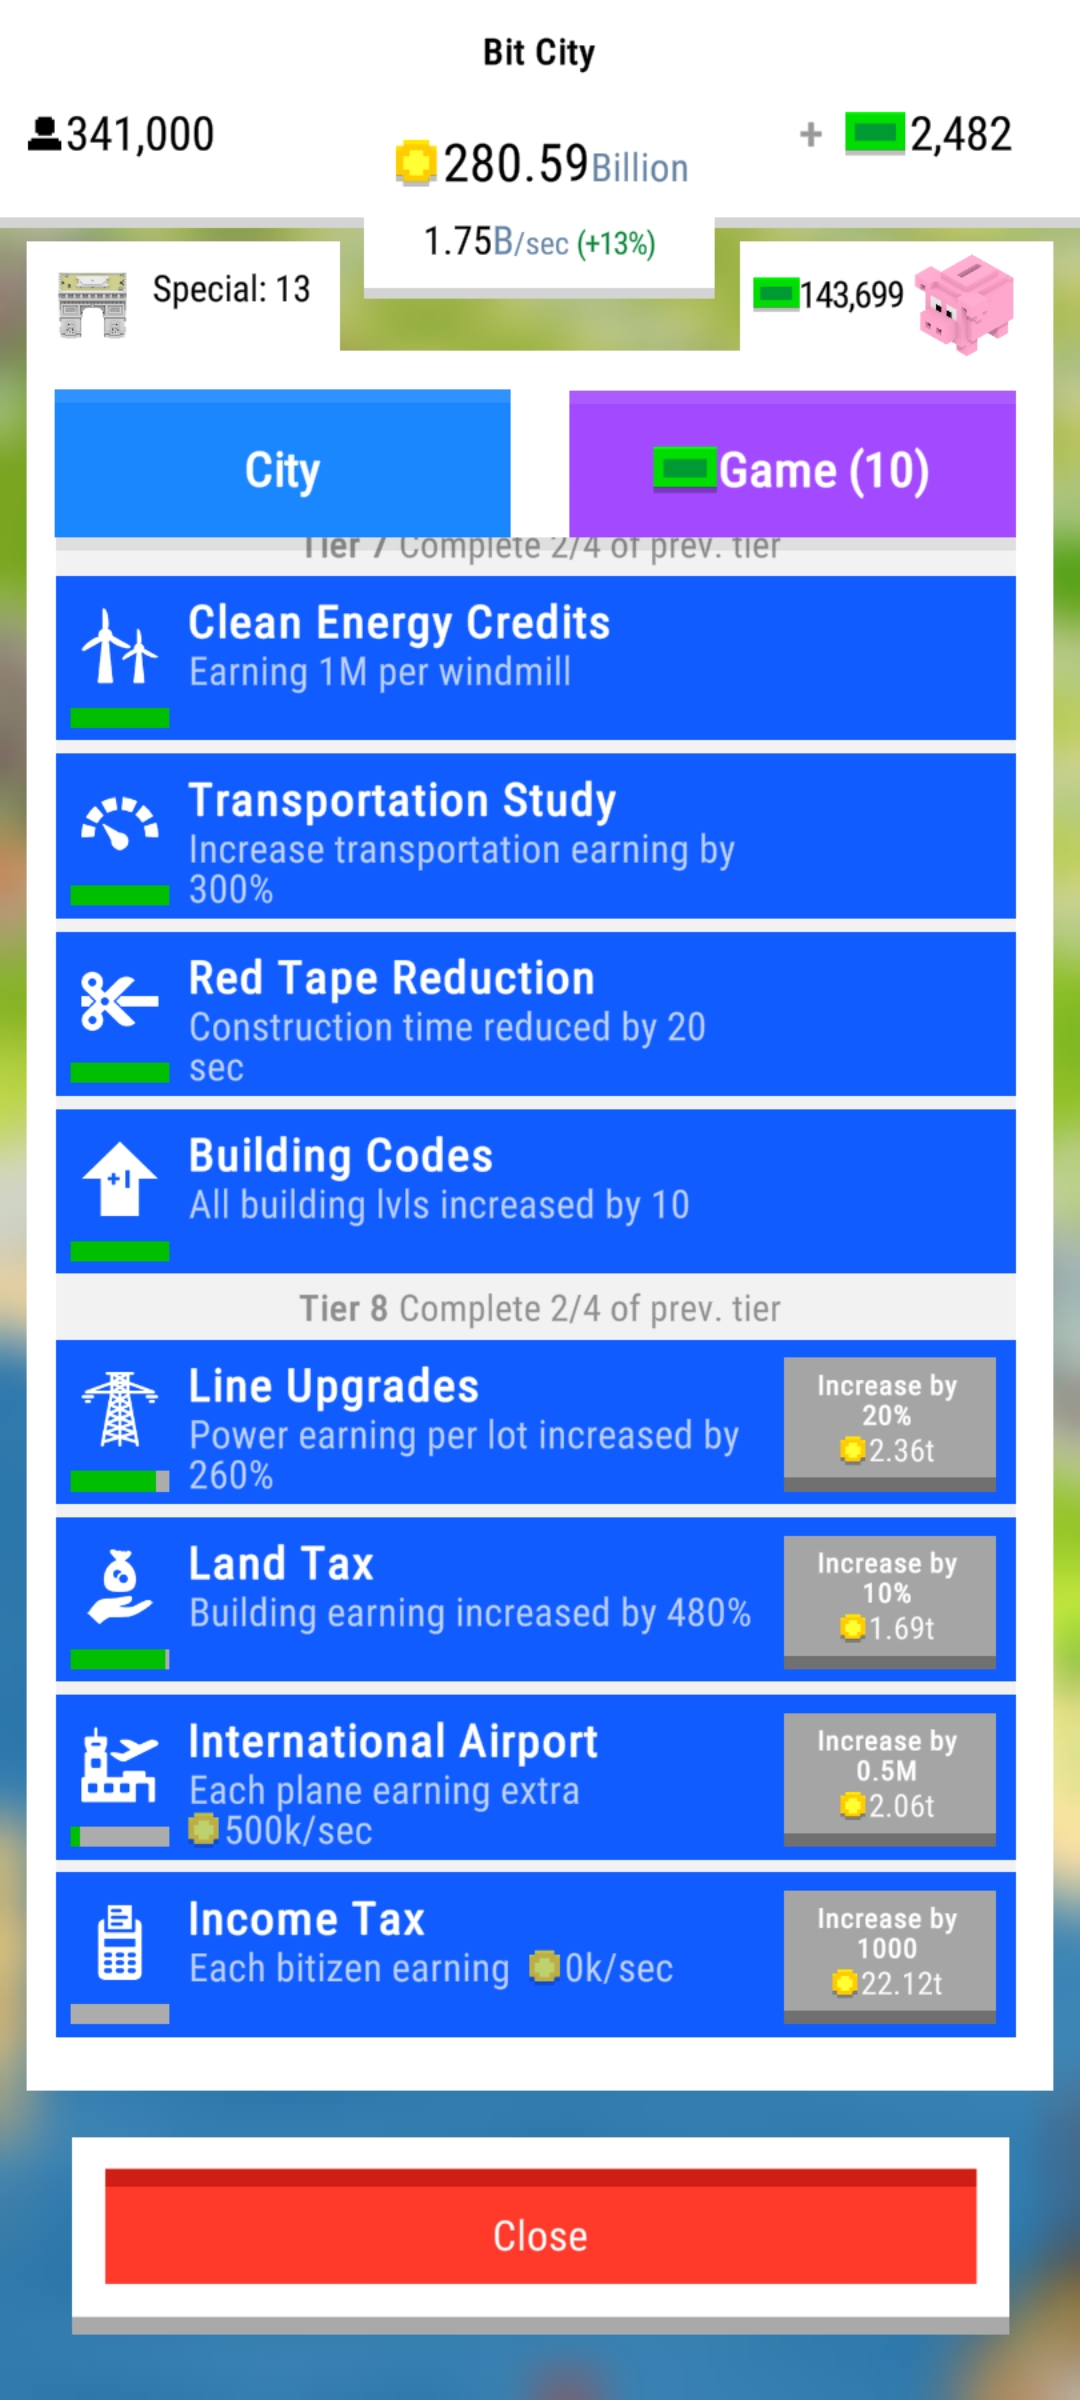 Bit City
341,000
280.59Billion
+ 2,482
1.75B/sec (+13%)
Special: 13
143,699
City
Game (10)
Tier 7 Complete 2/4 of prev. tier
Clean Energy Credits
Earning 1M per windmill
Transportation Study
Increase transportation earning by
300%
Red Tape Reduction
Construction time reduced by 20
sec
+1
Building Codes
All building lvls increased by 10
Tier 8 Complete 2/4 of prev. tier
Line Upgrades
Power earning per lot increased by
260%
Increase by
20%
2.36t
Land Tax
Building earning increased by 480%
Increase by
10%
1.69t
International Airport
Each plane earning extra
500k/sec
Increase by
0.5M
2.06t
Income Tax
Each bitizen earning 0k/sec
Increase by
1000
22.12t
Close